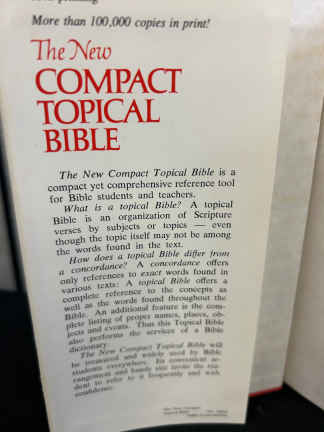 printing
More than 100,000 copies in print!
The New
COMPACT
TOPICAL
BIBLE
The New Compact Topical Bible is a
compact yet comprehensive reference tool
for Bible students and teachers.
What is a topical Bible? A topical
Bible is an organization of Scripture
verses by subjects or topics — even
though the topic itself may not be among
the words found in the text.
How does a topical Bible differ from
a concordance? A concordance offers
only references to exact words found in
various texts: A topical Bible offers a
complete reference to the concepts as
well as the words found throughout the
Bible. An additional feature is the com-
plete listing of proper names, places, ob-
jects and events. Thus this Topical Bible
also performs the services of a Bible
dictionary.
The New Compact Topical Bible will
be treasured and widely used by Bible
students everywhere. Its convenient ar-
rangement and handy size invite the stu-
dent to refer to it frequently and with
confidence.
The New Compact
Topical Bible